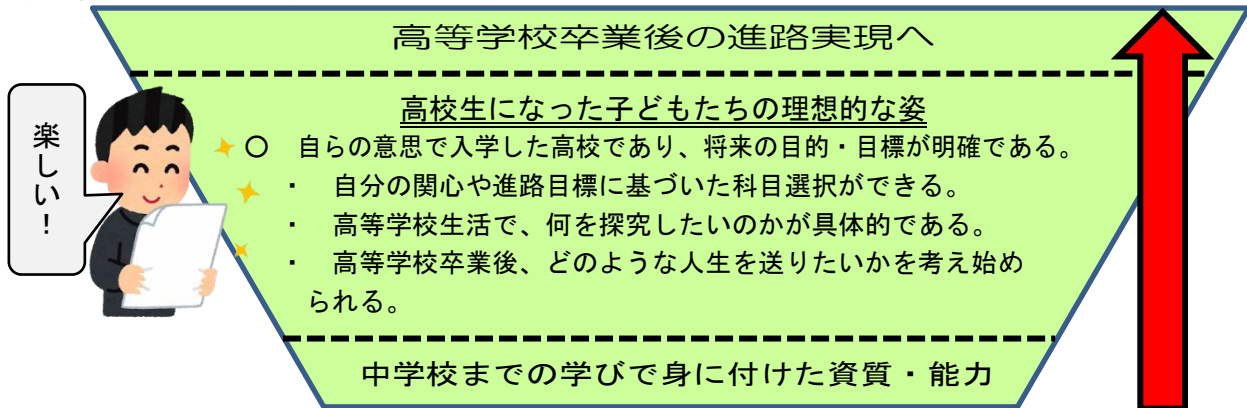 高等学校卒業後の進路実現へ
楽しい！
高校生になった子どもたちの理想的な姿
○　自らの意思で入学した高校であり、将来の目的・目標が明確である。
・　自分の関心や進路目標に基づいた科目選択ができる。
・　高等学校生活で、何を探究したいのかが具体的である。
・　高等学校卒業後、どのような人生を送りたいかを考え始め
られる。
中学校までの学びで身に付けた資質・能力